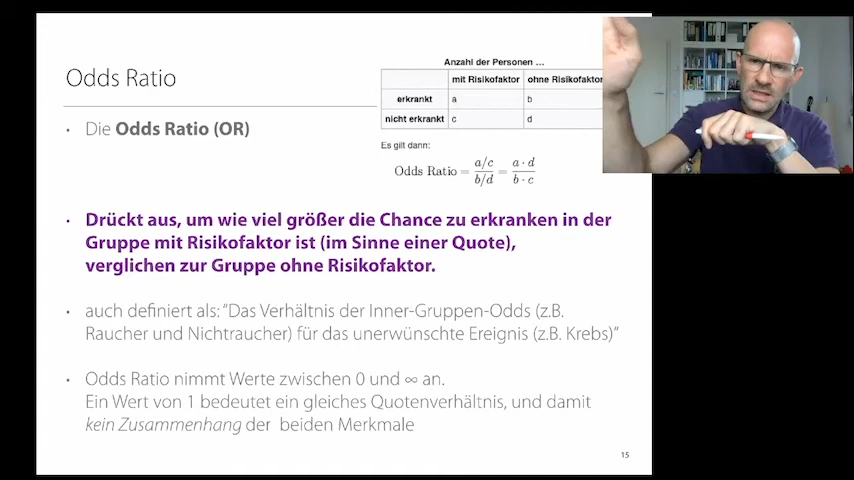 Odds Ratio
Anzahl der Personen ...
mit Risikofaktor ohne Risikofaktor
erkrankt a b
nicht erkrankt c d
Es gilt dann:
Odds Ratio = a/c / b/d = a · d / b · c
• Die Odds Ratio (OR)
• Drückt aus, um wie viel größer die Chance zu erkranken in der
Gruppe mit Risikofaktor ist (im Sinne einer Quote),
verglichen zur Gruppe ohne Risikofaktor.
• auch definiert als: "Das Verhältnis der Inner-Gruppen-Odds (z.B.
Raucher und Nichtraucher) für das unerwünschte Ereignis (z.B. Krebs)"
• Odds Ratio nimmt Werte zwischen 0 und ∞ an.
Ein Wert von 1 bedeutet ein gleiches Quotenverhältnis, und damit
kein Zusammenhang der beiden Merkmale
15